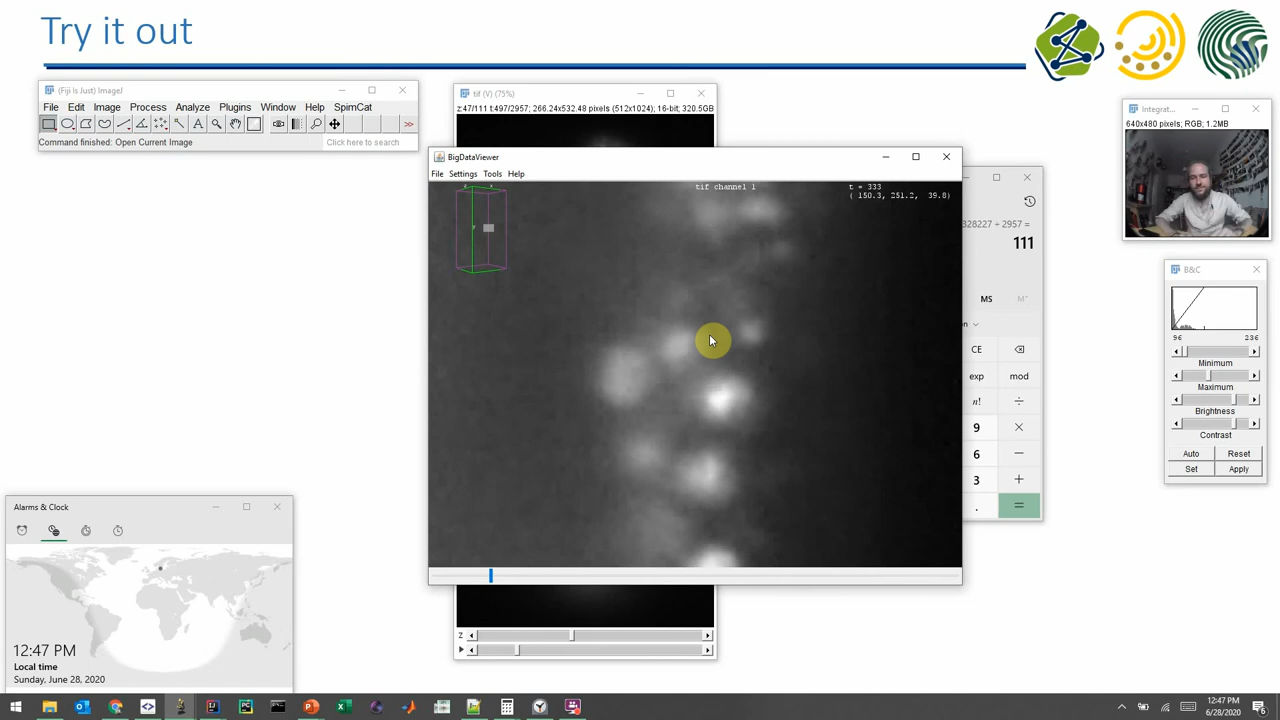 Try it out
(Fiji Is Just) ImageJ
File Edit Image Process Analyze Plugins Window Help SpimCat
>>
Command finished: Open Current Image
Click here to search
tif (V) (75%)
z:47/111 t:497/2957; 266.24x532.48 pixels (512x1024); 16-bit; 320.5GB
BigDataViewer
File Settings Tools Help
tif channel 1
t = 333
( 150.3, 251.2, 39.8)
Z
328227 ÷ 2957 =
111
MS
CE
exp mod
n! ÷
9 ×
6 −
3 +
. =
Integrat...
640x480 pixels; RGB; 1.2MB
B&C
96 236
Minimum
Maximum
Brightness
Contrast
Auto Reset
Set Apply
Alarms & Clock
12:47 PM
Local time
Sunday, June 28, 2020
12:47 PM
6/28/2020
6